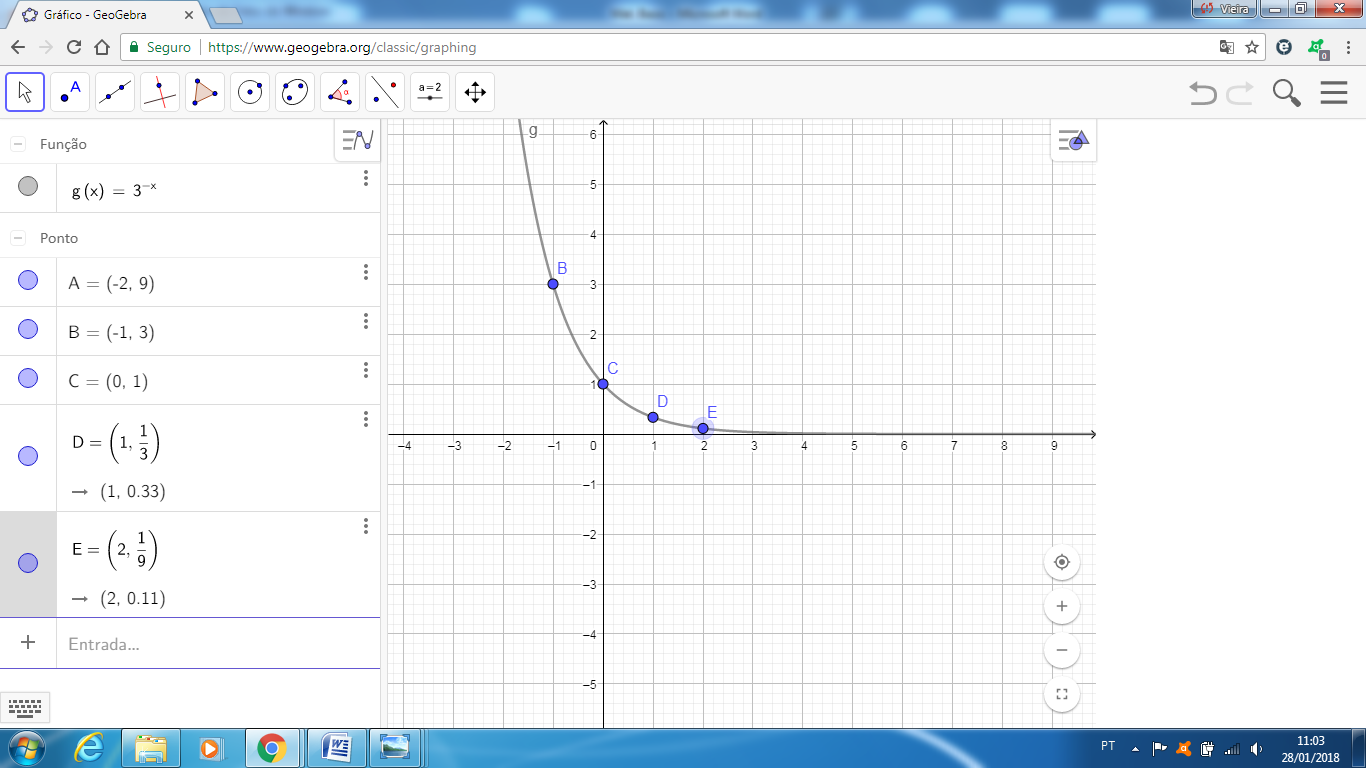 Gráfico - GeoGebra
Vieira
Seguro
https://www.geogebra.org/classic/graphing
0
A
α
a=2
Função
g(x) = 3⁻ˣ
Ponto
A = (-2, 9)
B = (-1, 3)
C = (0, 1)
D = (1, 1/3)
→ (1, 0.33)
E = (2, 1/9)
→ (2, 0.11)
+ Entrada...
g
B
C
D
E
6
5
4
3
2
1
−4 −3 −2 −1 0 1 2 3 4 5 6 7 8 9
−1
−2
−3
−4
−5
PT
11:03
28/01/2018